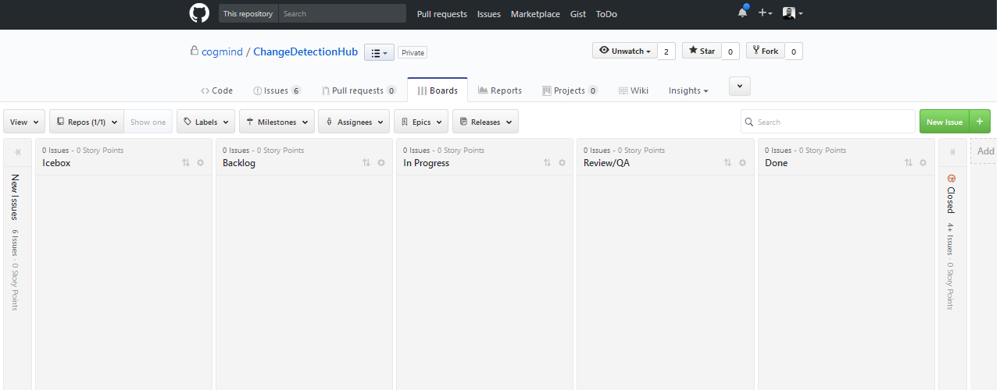 This repository Search Pull requests Issues Marketplace Gist ToDo
cogmind / ChangeDetectionHub Private Unwatch 2 Star 0 Fork 0
Code Issues 6 Pull requests 0 Boards Reports Projects 0 Wiki Insights
View Repos (1/1) Show one Labels Milestones Assignees Epics Releases Search New Issue +
0 Issues - 0 Story Points
Icebox
0 Issues - 0 Story Points
Backlog
0 Issues - 0 Story Points
In Progress
0 Issues - 0 Story Points
Review/QA
0 Issues - 0 Story Points
Done
Add
New Issues 6 Issues - 0 Story Points
Closed 4+ Issues - 0 Story Points